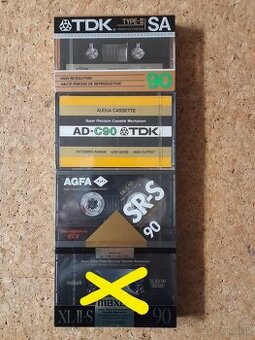 TDK TYPE-II SA
HIGH RESOLUTION
HAUTE FINESSE DE REPRODUCTION
90
AUDUA CASSETTE
Super Precision Cassette Mechanism
AD-C90 TDK
EXTENDED RANGE LOW NOISE HIGH OUTPUT
AGFA
SR-S
90
maxell
XLII-S 90